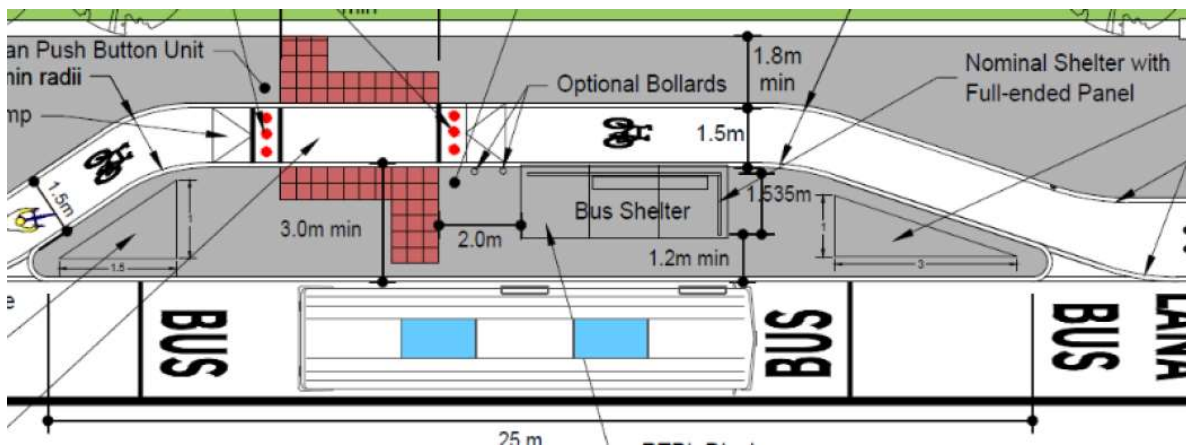 min
an Push Button Unit
min radii
mp
Optional Bollards
1.8m
min
Nominal Shelter with
Full-ended Panel
1.5m
1.5m
1.535m
Bus Shelter
3.0m min
2.0m
1.2m min
1
1.5
1
3
e
BUS
BUS
BUS
LANA
25 m